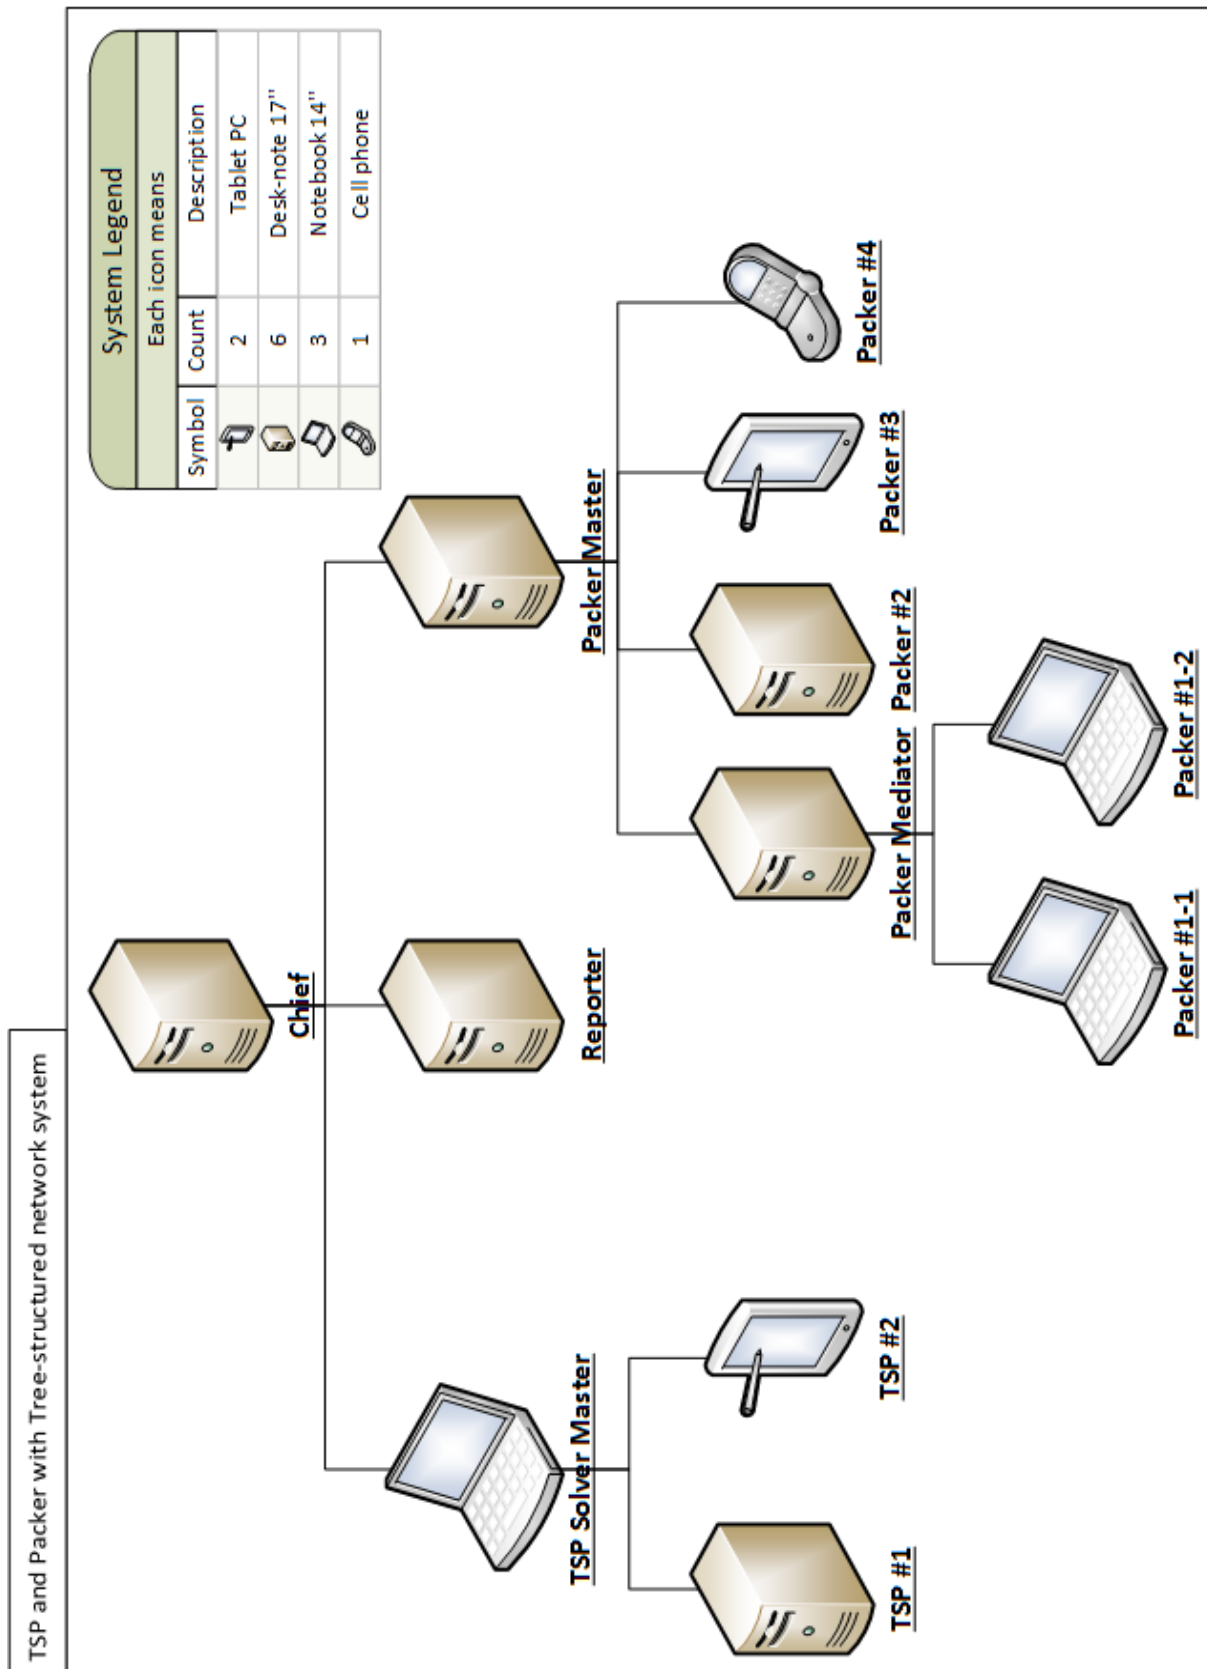 TSP and Packer with Tree-structured network system
System Legend
Each icon means
Symbol Count Description
2 Tablet PC
6 Desk-note 17"
3 Notebook 14"
1 Cell phone
Chief
TSP Solver Master
Reporter
Packer Master
TSP #1
TSP #2
Packer Mediator
Packer #2
Packer #3
Packer #4
Packer #1-1
Packer #1-2